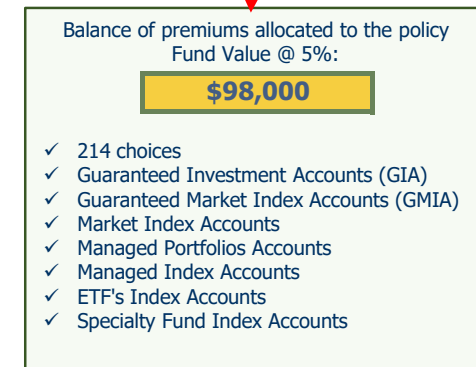 Balance of premiums allocated to the policy
Fund Value @ 5%:
$98,000
✓ 214 choices
✓ Guaranteed Investment Accounts (GIA)
✓ Guaranteed Market Index Accounts (GMIA)
✓ Market Index Accounts
✓ Managed Portfolios Accounts
✓ Managed Index Accounts
✓ ETF's Index Accounts
✓ Specialty Fund Index Accounts